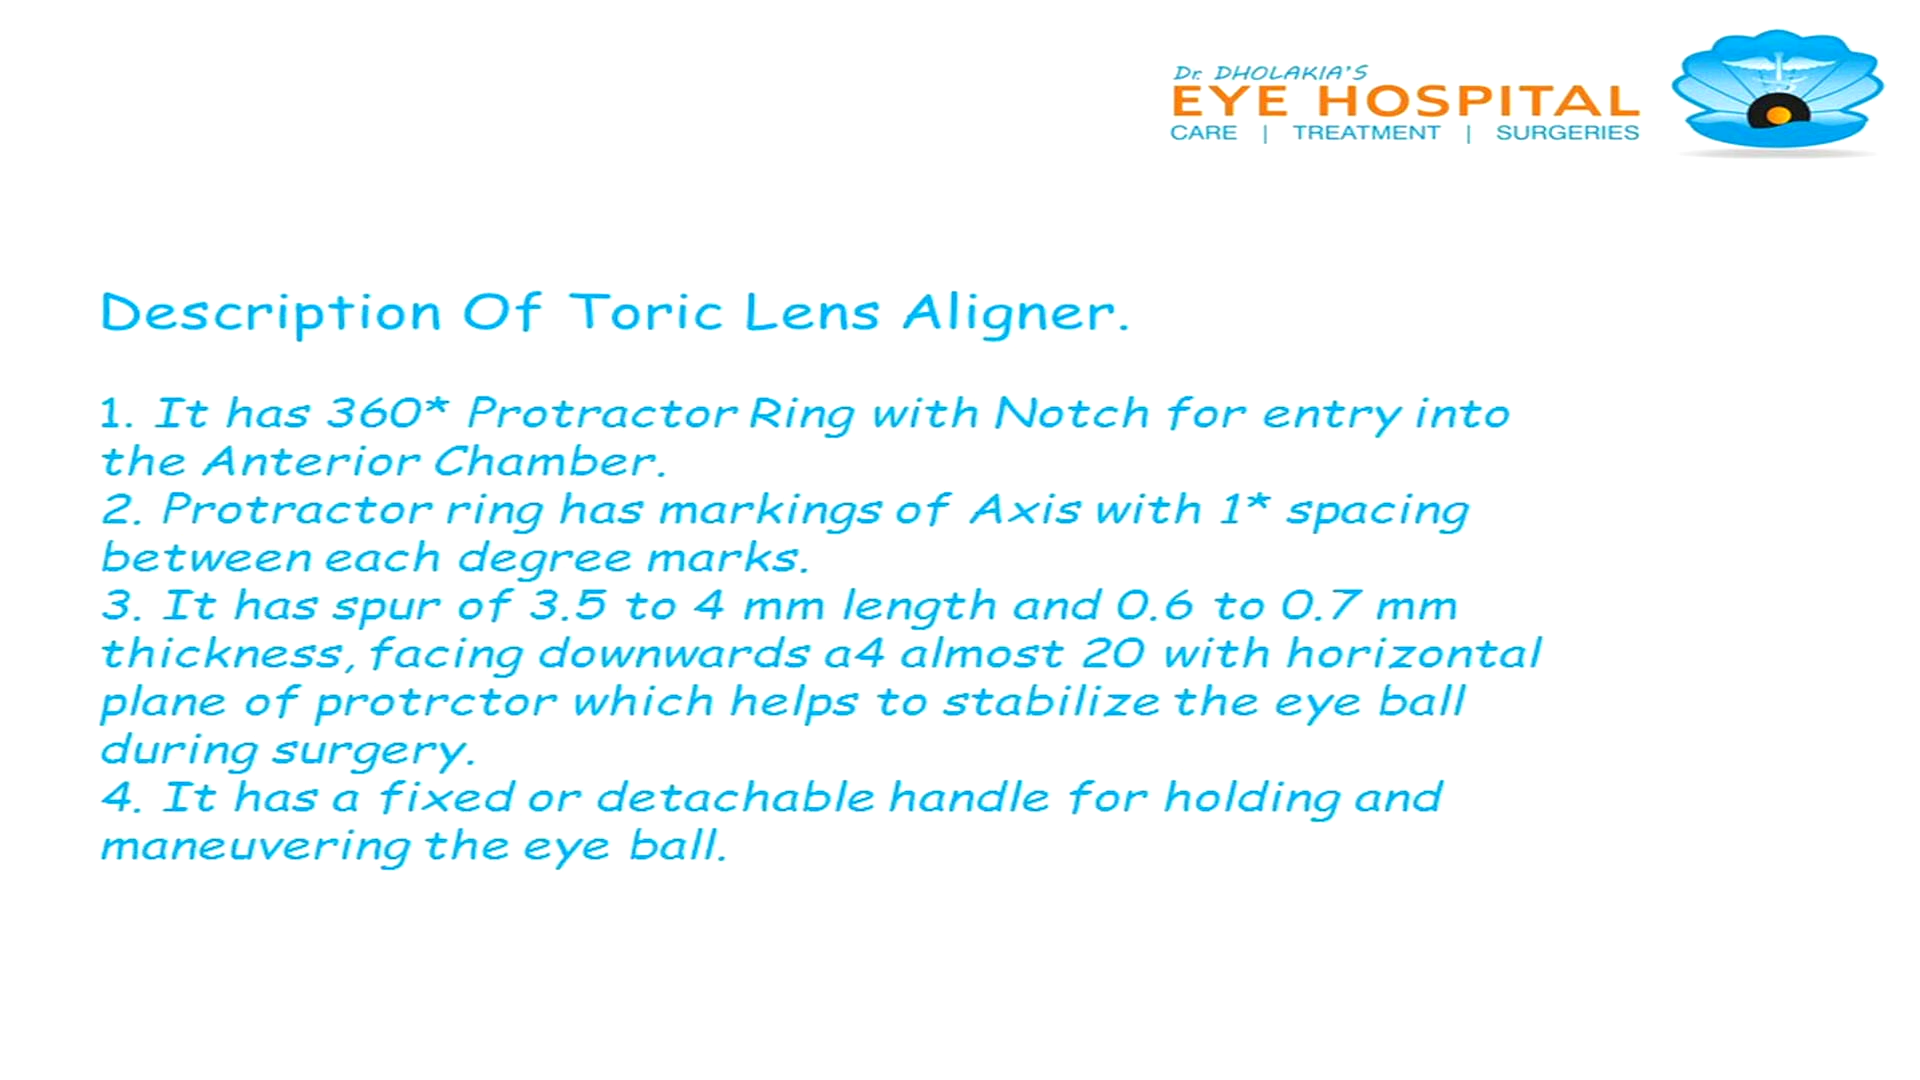 Dr. DHOLAKIA'S
EYE HOSPITAL
CARE | TREATMENT | SURGERIES
Description Of Toric Lens Aligner.
1. It has 360* Protractor Ring with Notch for entry into
the Anterior Chamber.
2. Protractor ring has markings of Axis with 1* spacing
between each degree marks.
3. It has spur of 3.5 to 4 mm length and 0.6 to 0.7 mm
thickness, facing downwards a4 almost 20 with horizontal
plane of protrctor which helps to stabilize the eye ball
during surgery.
4. It has a fixed or detachable handle for holding and
maneuvering the eye ball.